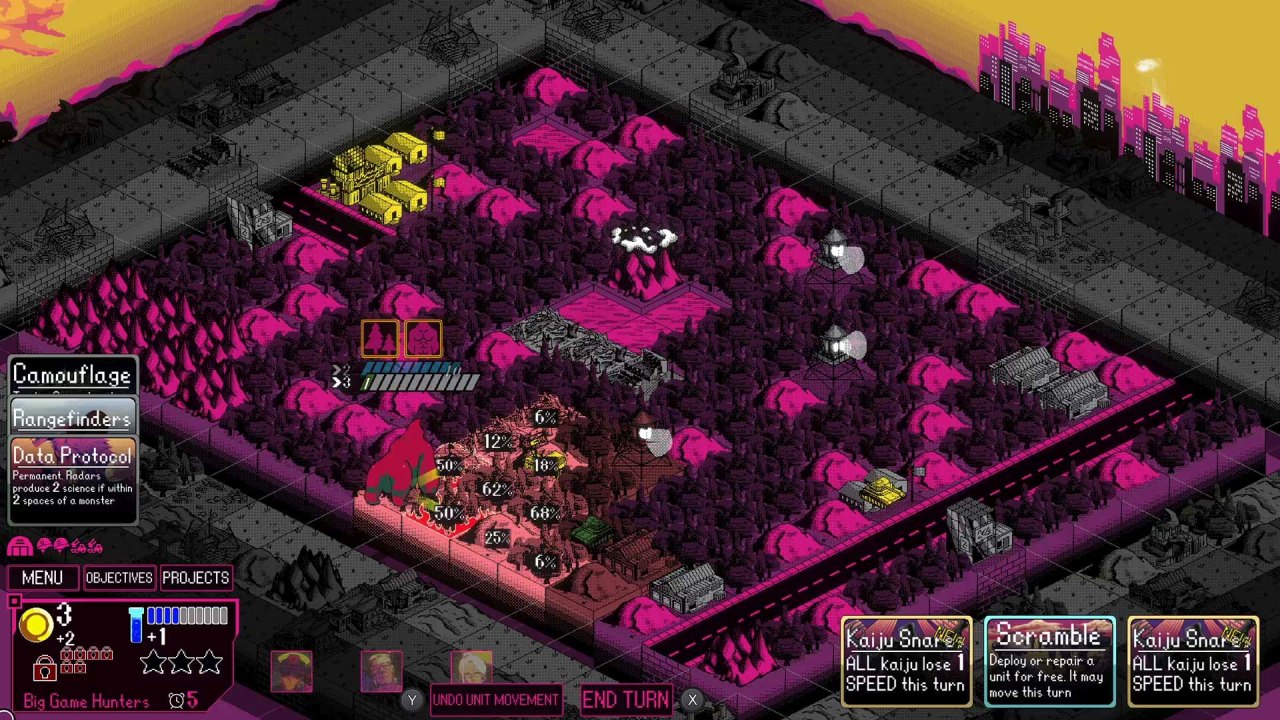 2
3
6%
12%
50%
18%
62%
50%
68%
25%
6%
Camouflage
Rangefinders
Data Protocol
Permanent Radars
produce 2 science if within
2 spaces of a monster
MENU
OBJECTIVES
PROJECTS
3
+2
+1
Big Game Hunters
5
Y
UNDO UNIT MOVEMENT
END TURN
X
Kaiju Snare
ALL kaiju lose 1
SPEED this turn
Scramble
Deploy or repair a
unit for free. It may
move this turn
Kaiju Snare
ALL kaiju lose 1
SPEED this turn